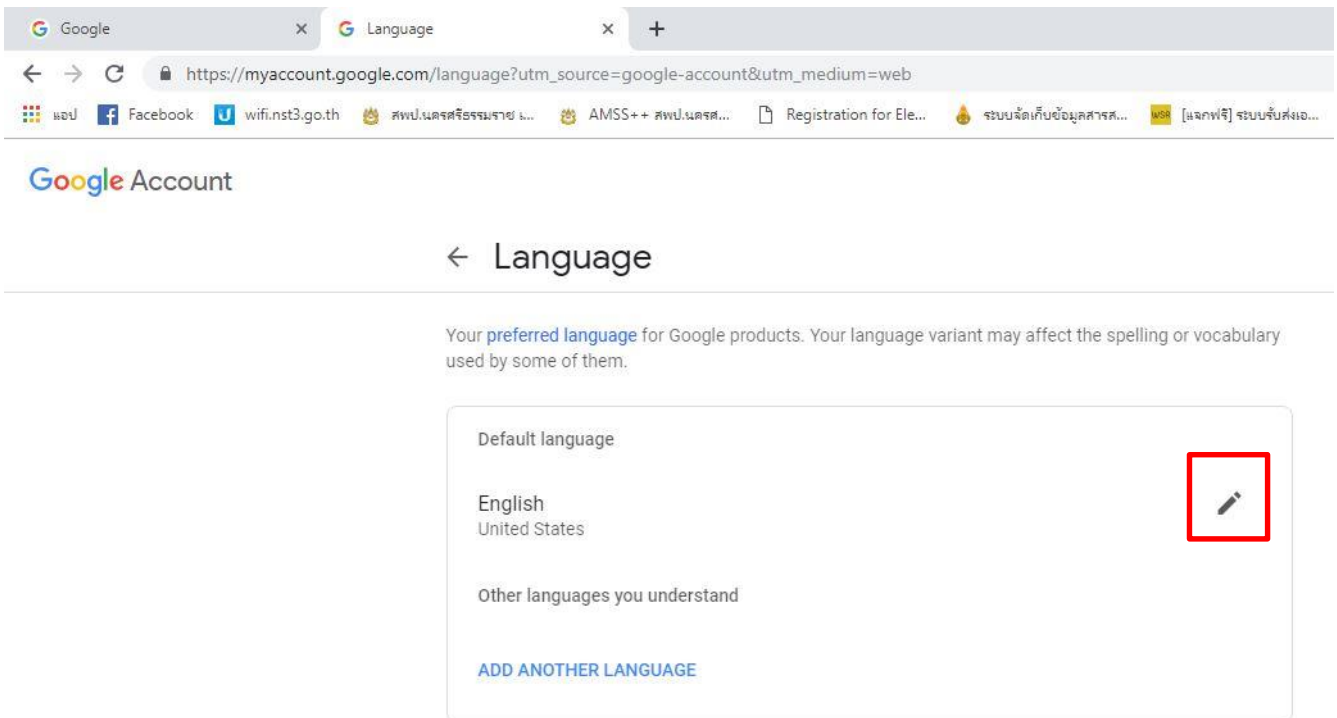 Google
Language
https://myaccount.google.com/language?utm_source=google-account&utm_medium=web
แอป Facebook wifi.nst3.go.th สพป.นครศรีธรรมราช เ... AMSS++ สพป.นครศ... Registration for Ele... ระบบจัดเก็บข้อมูลสารส... [แจกฟรี] ระบบรับส่งเอ...
Google Account
Language
Your preferred language for Google products. Your language variant may affect the spelling or vocabulary
used by some of them.
Default language
English
United States
Other languages you understand
ADD ANOTHER LANGUAGE